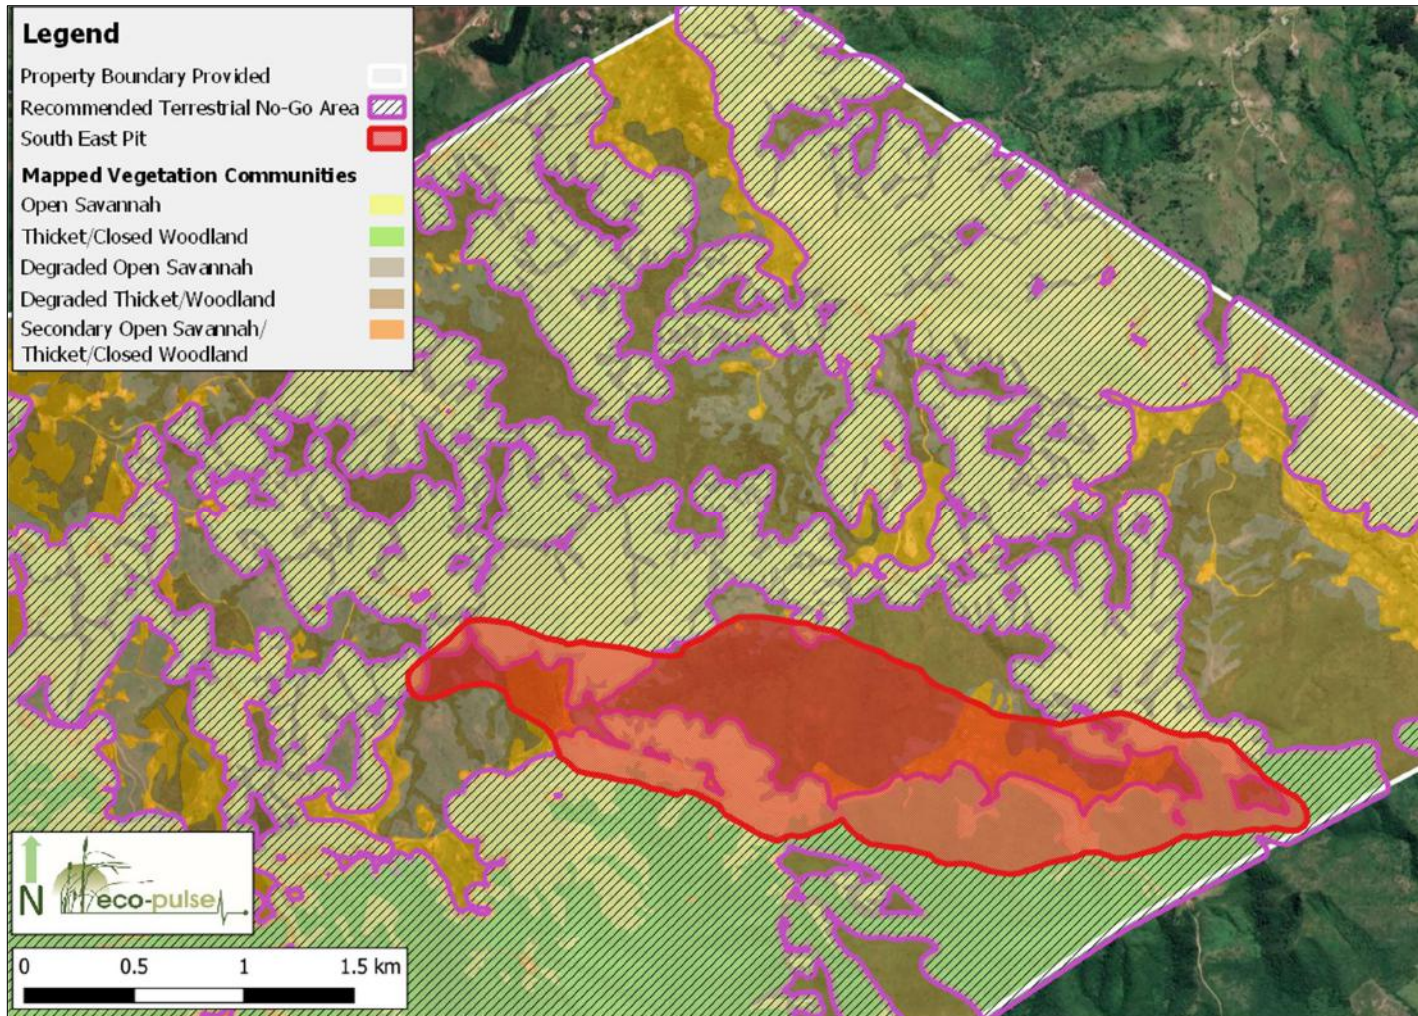 Legend
Property Boundary Provided
Recommended Terrestrial No-Go Area
South East Pit
Mapped Vegetation Communities
Open Savannah
Thicket/Closed Woodland
Degraded Open Savannah
Degraded Thicket/Woodland
Secondary Open Savannah/
Thicket/Closed Woodland
N
eco-pulse
0 0.5 1 1.5 km